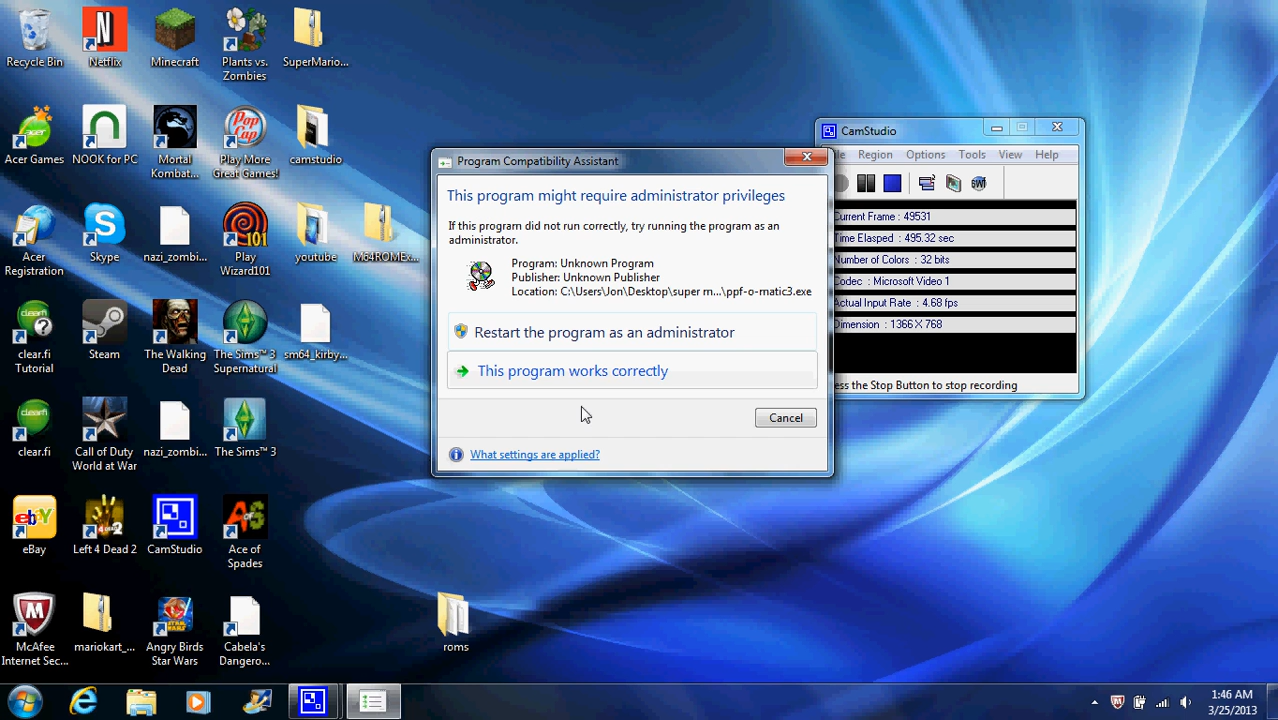 Recycle Bin
Netflix
Minecraft
Plants vs.
Zombies
SuperMario...
Acer Games
NOOK for PC
Mortal
Kombat...
Play More
Great Games!
camstudio
Acer
Registration
Skype
nazi_zombi...
Play
Wizard101
youtube
M64ROMEx...
clear.fi
Tutorial
Steam
The Walking
Dead
The Sims™ 3
Supernatural
sm64_kirby...
clear.fi
Call of Duty
World at War
nazi_zombi...
The Sims™ 3
eBay
Left 4 Dead 2
CamStudio
Ace of
Spades
McAfee
Internet Sec...
mariokart_...
Angry Birds
Star Wars
Cabela's
Dangero...
roms
Program Compatibility Assistant
This program might require administrator privileges
If this program did not run correctly, try running the program as an
administrator.
Program: Unknown Program
Publisher: Unknown Publisher
Location: C:\Users\Jon\Desktop\super m...\ppf-o-matic3.exe
Restart the program as an administrator
This program works correctly
Cancel
What settings are applied?
CamStudio
le Region Options Tools View Help
Current Frame : 49531
Time Elasped : 495.32 sec
Number of Colors : 32 bits
Codec : Microsoft Video 1
Actual Input Rate : 4.68 fps
Dimension : 1366 X 768
ess the Stop Button to stop recording
1:46 AM
3/25/2013